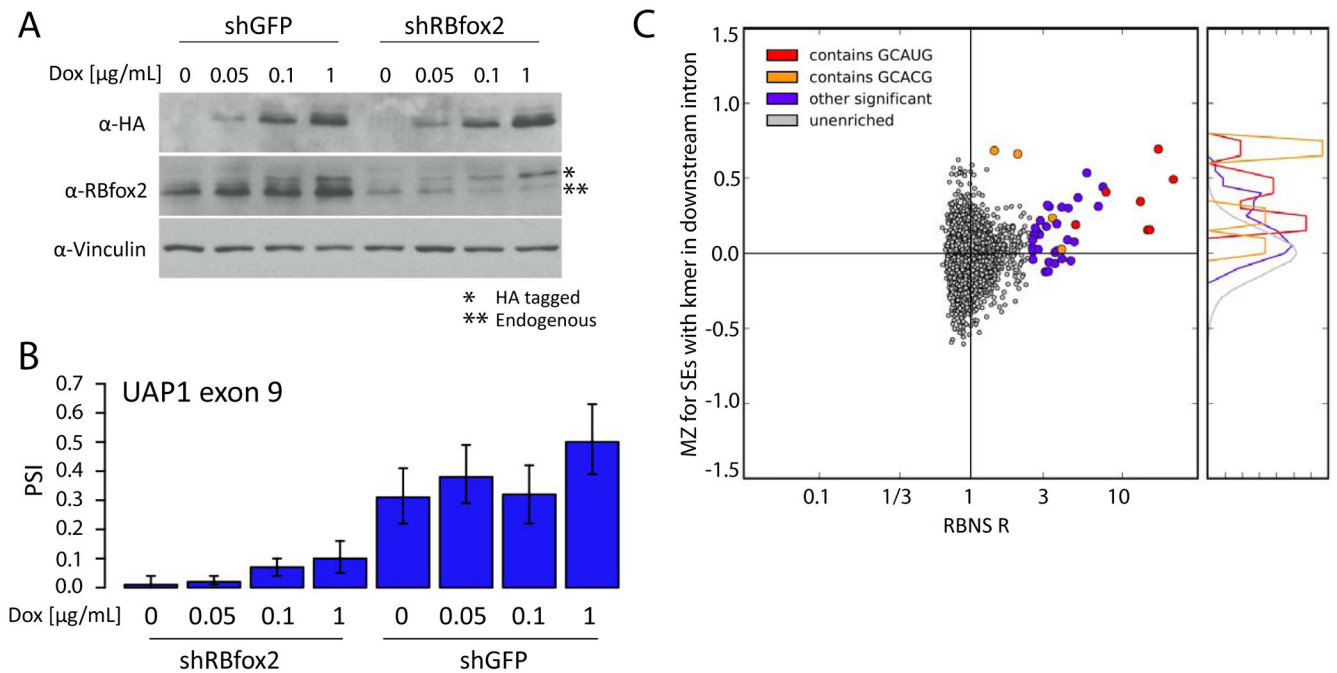 A
shGFP shRBfox2
Dox [µg/mL] 0 0.05 0.1 1 0 0.05 0.1 1
α-HA
α-RBfox2
*
**
α-Vinculin
* HA tagged
** Endogenous
B
UAP1 exon 9
PSI
0.7
0.6
0.5
0.4
0.3
0.2
0.1
0.0
Dox [µg/mL] 0 0.05 0.1 1 0 0.05 0.1 1
shRBfox2 shGFP
C
MZ for SEs with kmer in downstream intron
1.5
1.0
0.5
0.0
-0.5
-1.0
-1.5
contains GCAUG
contains GCACG
other significant
unenriched
0.1 1/3 1 3 10
RBNS R